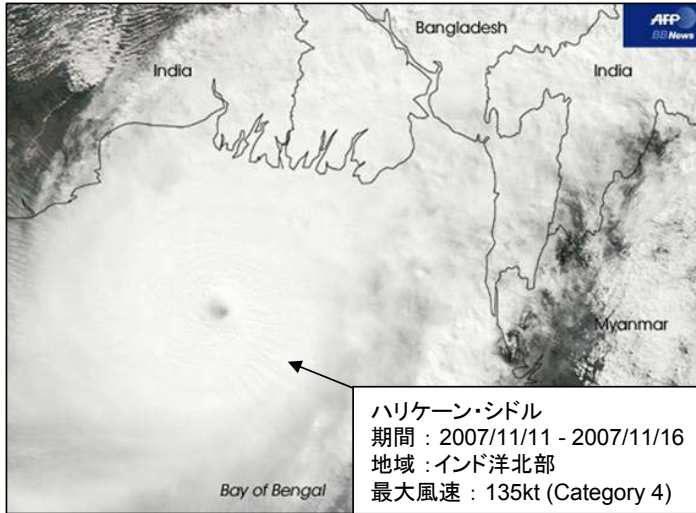 AFP
BB News
Bangladesh
India
India
Myanmar
Bay of Bengal
ハリケーン・シドル
期間 : 2007/11/11 - 2007/11/16
地域 :インド洋北部
最大風速 : 135kt (Category 4)